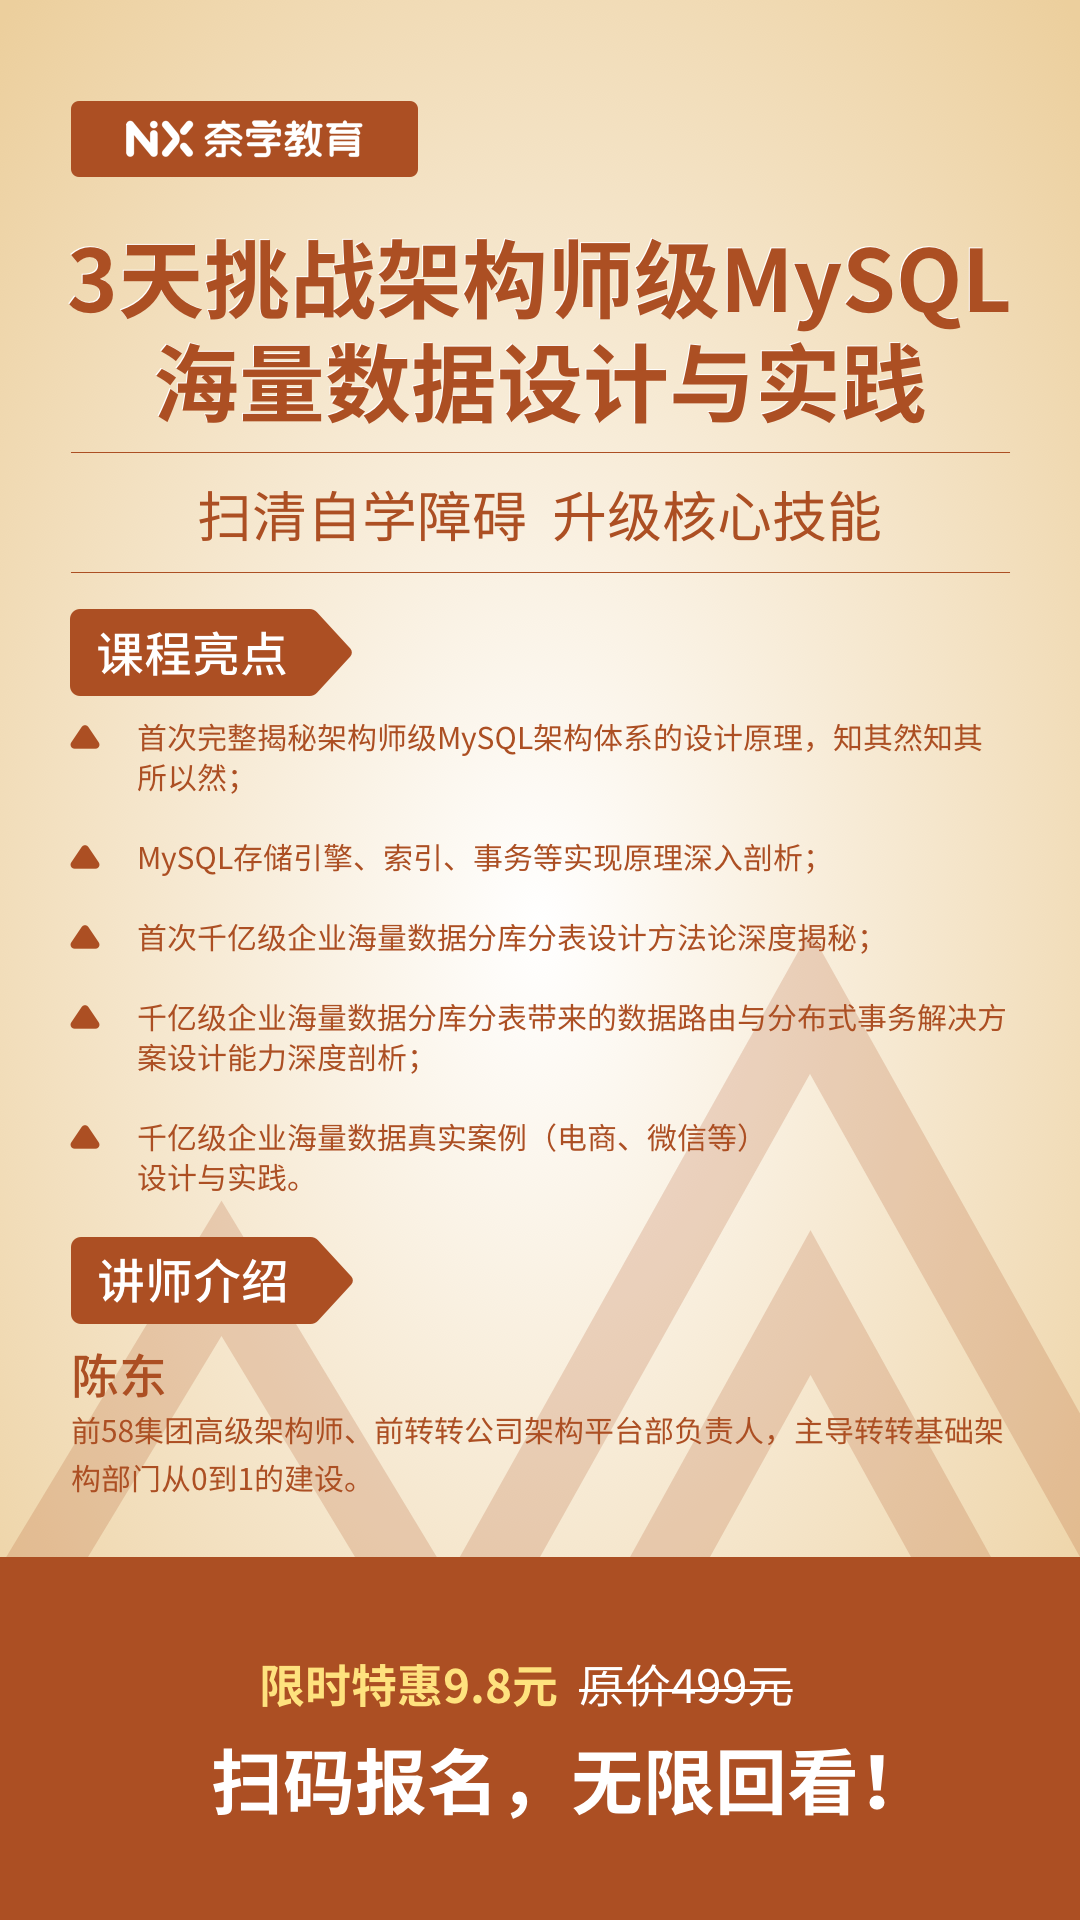 NX 奈学教育
3天挑战架构师级MySQL
海量数据设计与实践
扫清自学障碍 升级核心技能
课程亮点
首次完整揭秘架构师级MySQL架构体系的设计原理，知其然知其
所以然；
MySQL存储引擎、索引、事务等实现原理深入剖析；
首次千亿级企业海量数据分库分表设计方法论深度揭秘；
千亿级企业海量数据分库分表带来的数据路由与分布式事务解决方
案设计能力深度剖析；
千亿级企业海量数据真实案例（电商、微信等）
设计与实践。
讲师介绍
陈东
前58集团高级架构师、前转转公司架构平台部负责人，主导转转基础架
构部门从0到1的建设。
限时特惠9.8元 原价499元
扫码报名，无限回看！